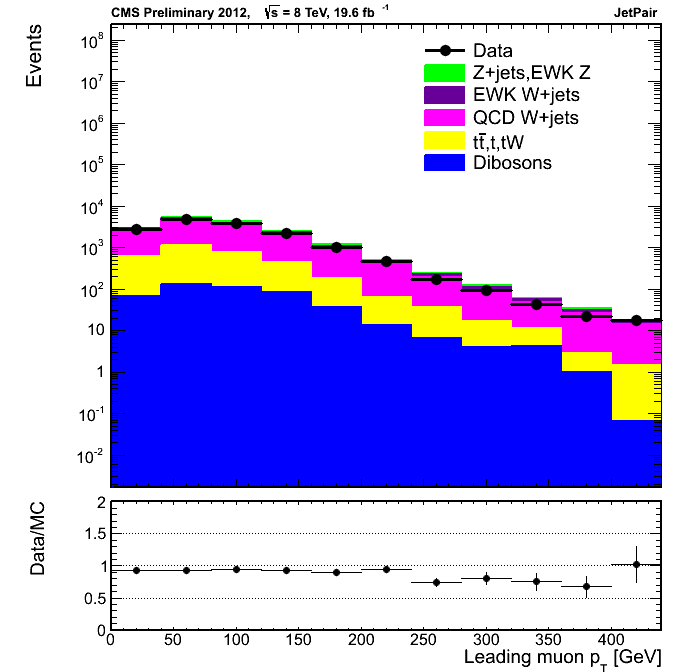 CMS Preliminary 2012, √s = 8 TeV, 19.6 fb⁻¹ JetPair
Events
10⁸
10⁷
10⁶
10⁵
10⁴
10³
10²
10
1
10⁻¹
10⁻²
Data
Z+jets,EWK Z
EWK W+jets
QCD W+jets
tt̅,t,tW
Dibosons
Data/MC
2
1.5
1
0.5
0
0 50 100 150 200 250 300 350 400
Leading muon p_T [GeV]